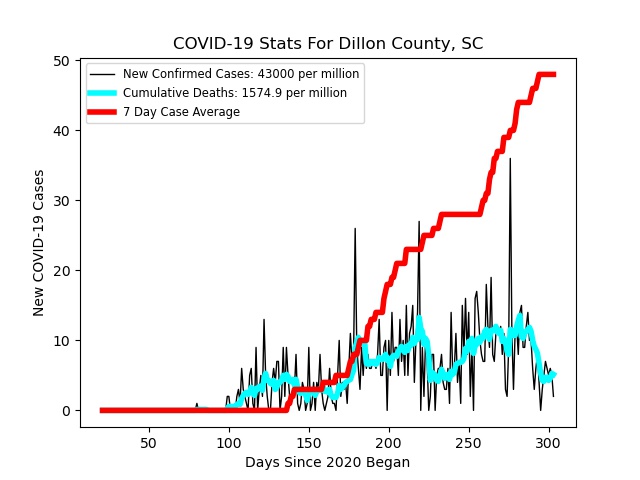 COVID-19 Stats For Dillon County, SC
New Confirmed Cases: 43000 per million
Cumulative Deaths: 1574.9 per million
7 Day Case Average
New COVID-19 Cases
50
40
30
20
10
0
50 100 150 200 250 300
Days Since 2020 Began